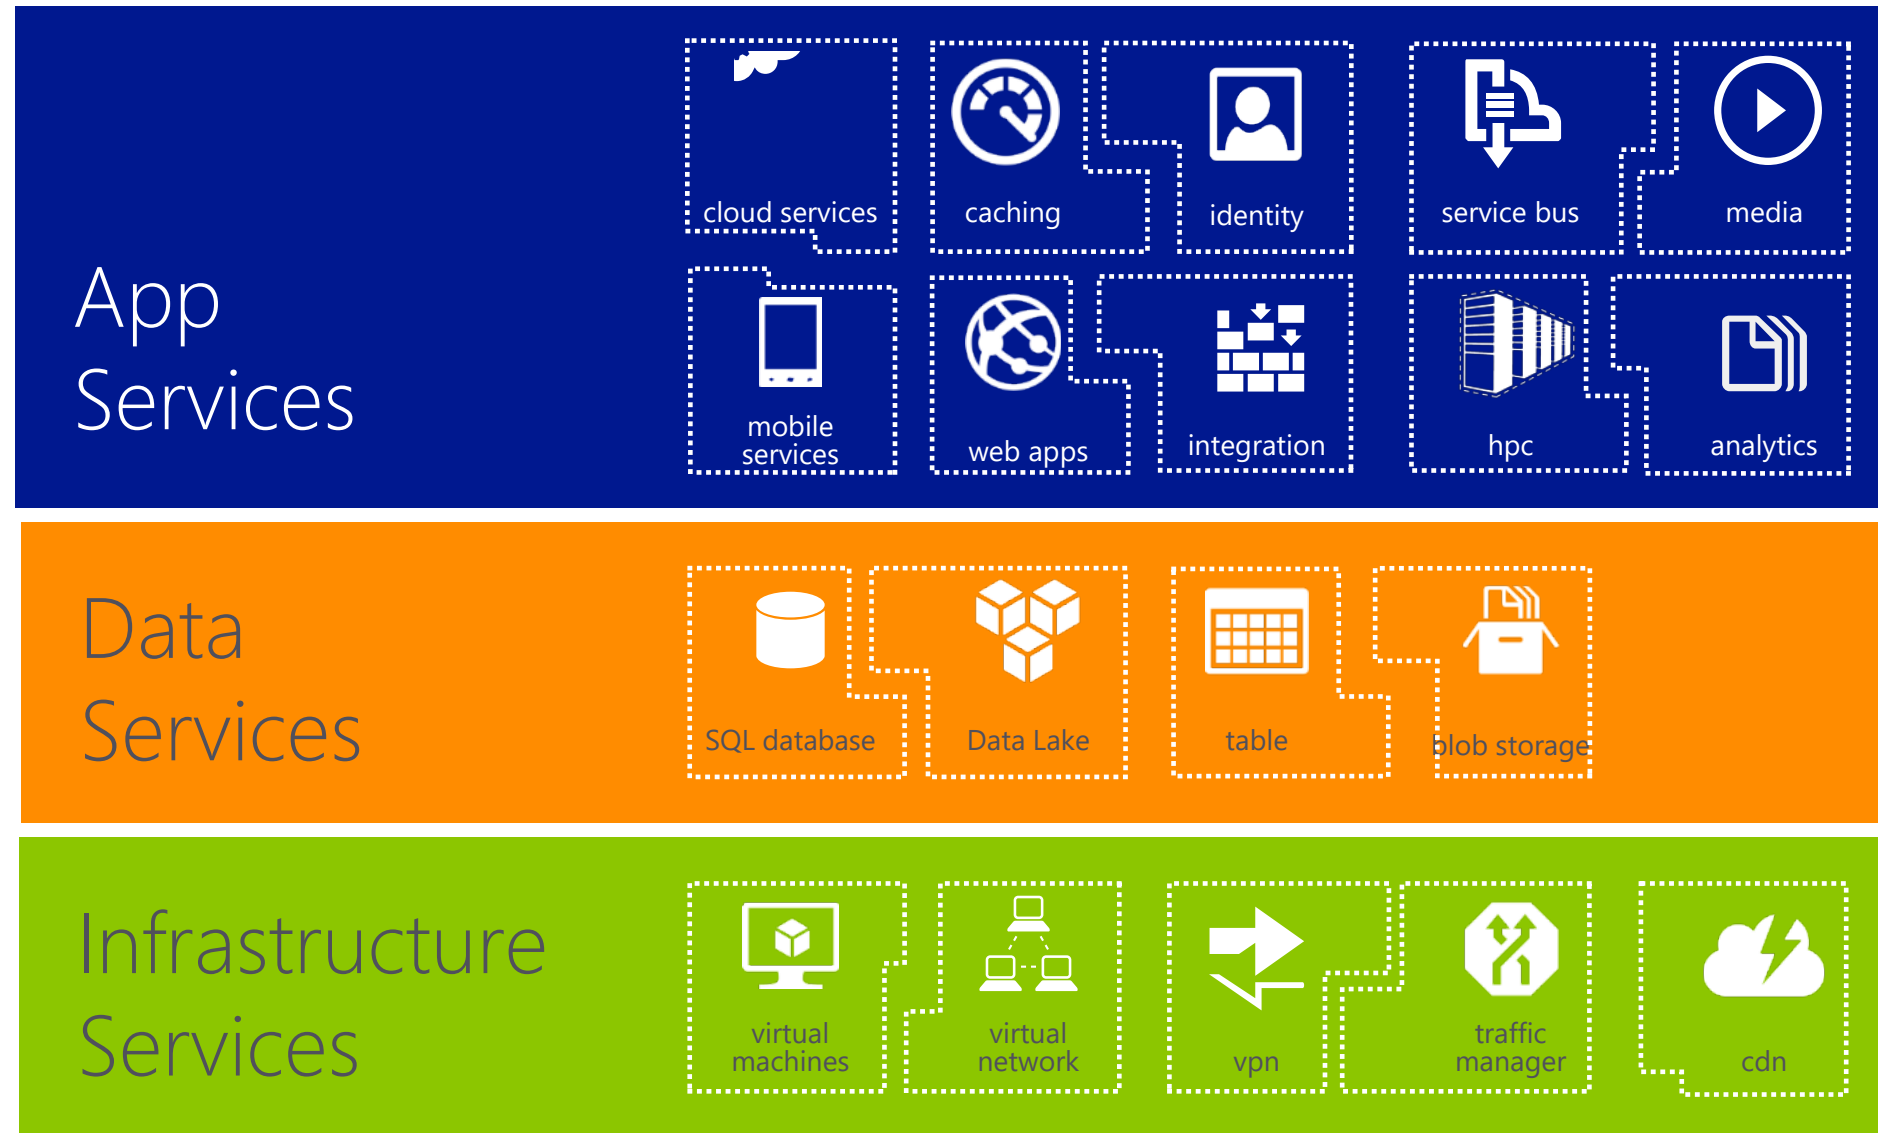 App
Services
cloud services
caching
identity
service bus
media
mobile
services
web apps
integration
hpc
analytics
Data
Services
SQL database
Data Lake
table
blob storage
Infrastructure
Services
virtual
machines
virtual
network
vpn
traffic
manager
cdn